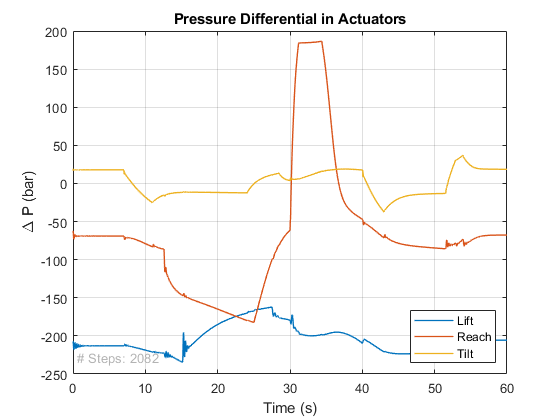 Pressure Differential in Actuators
200
150
100
50
0
-50
-100
-150
-200
-250
Δ P (bar)
# Steps: 2082
Lift
Reach
Tilt
0 10 20 30 40 50 60
Time (s)